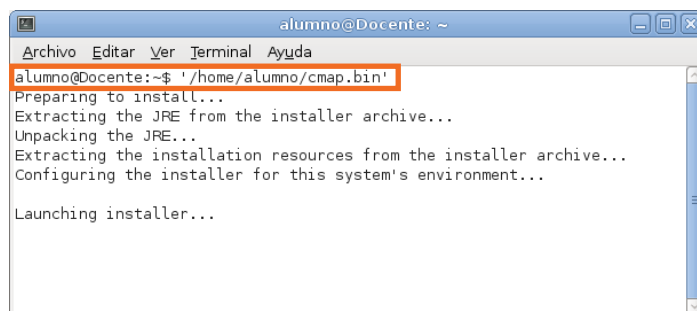 alumno@Docente: ~
Archivo Editar Ver Terminal Ayuda
alumno@Docente:~$ '/home/alumno/cmap.bin'
Preparing to install...
Extracting the JRE from the installer archive...
Unpacking the JRE...
Extracting the installation resources from the installer archive...
Configuring the installer for this system's environment...
Launching installer...